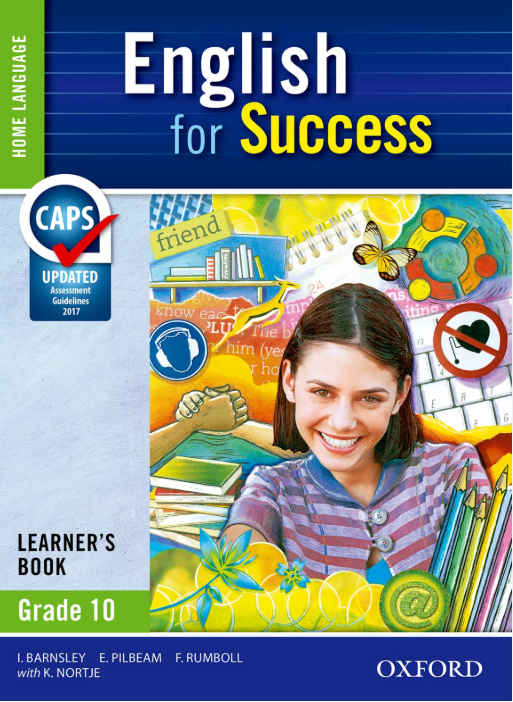 HOME LANGUAGE
English
for Success
CAPS
UPDATED
Assessment
Guidelines
2017
friend
24
know eac
PLU
The b
him (ye
r ho
iting
E R T
F G
@
LEARNER'S
BOOK
Grade 10
I. BARNSLEY E. PILBEAM F. RUMBOLL
with K. NORTJE
OXFORD